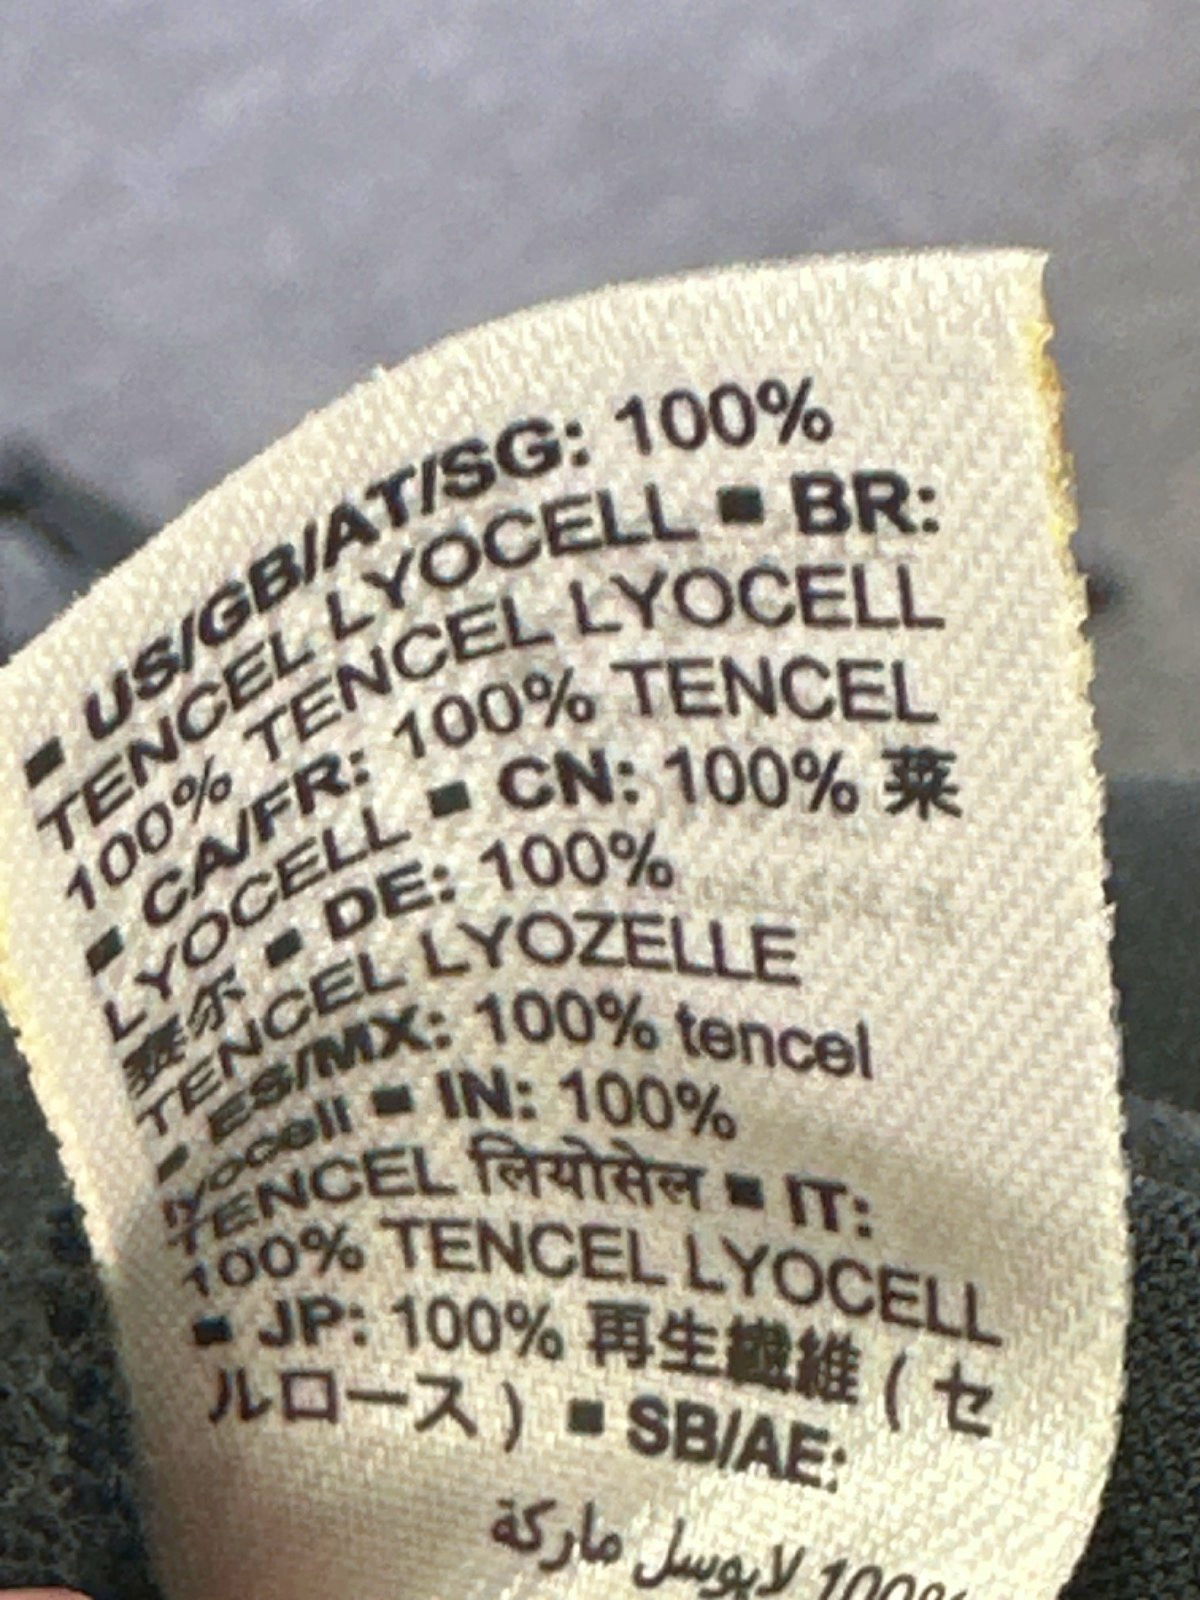 ■ US/GB/AT/SG: 100%
TENCEL LYOCELL ■ BR:
100% TENCEL LYOCELL
■ CA/FR: 100% TENCEL
LYOCELL ■ CN: 100% 莱
赛尔 ■ DE: 100%
TENCEL LYOZELLE
■ ES/MX: 100% tencel
lyocell ■ IN: 100%
TENCEL लियोसेल ■ IT:
100% TENCEL LYOCELL
■ JP: 100% 再生繊維 ( セ
ルロース ) ■ SB/AE:
100% لايوسل ماركة